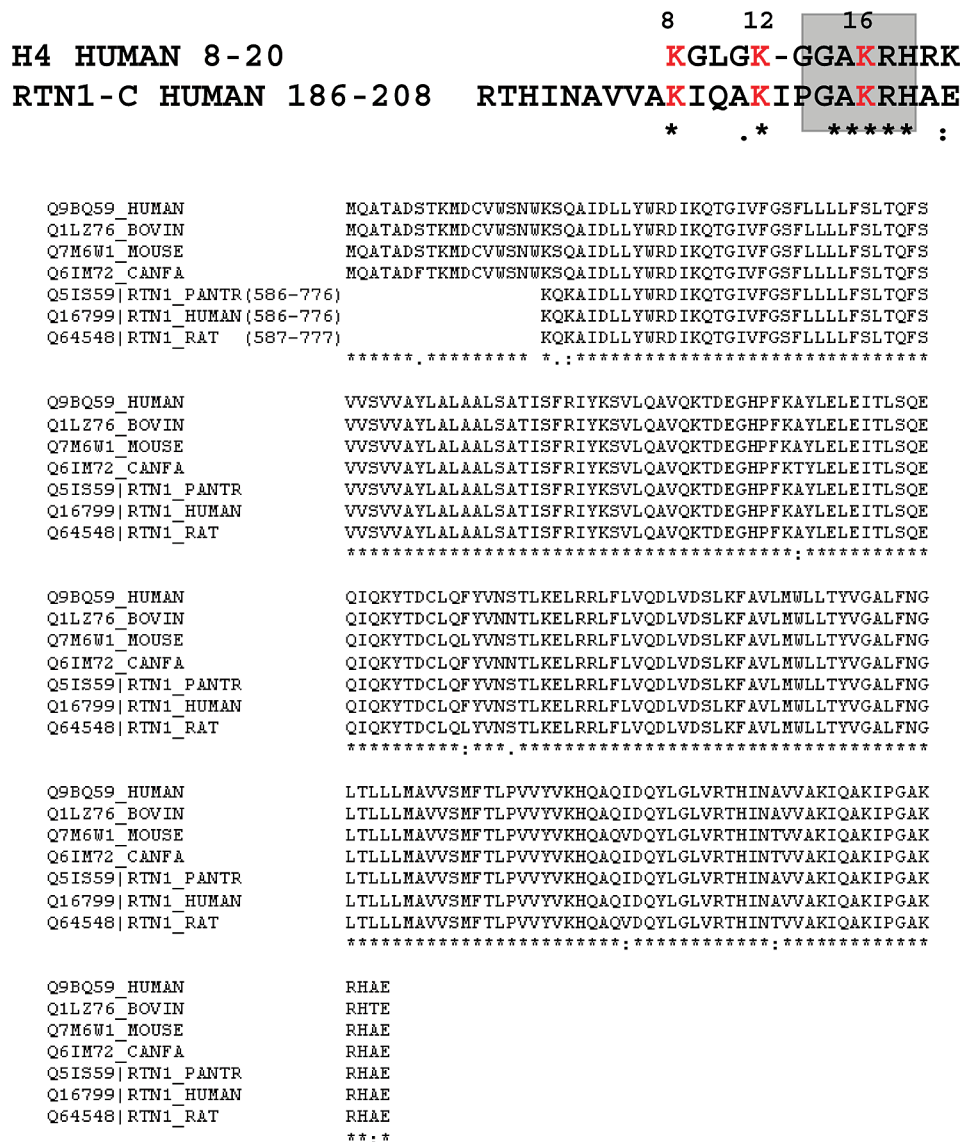 8 12 16
H4 HUMAN 8-20 KGLGK-GGAKRHRK
RTN1-C HUMAN 186-208 RTHINAVVAKIQAKIPGAKRHAE
* .* ***** :
Q9BQ59_HUMAN MQATADSTKMDCVWSNWKSQAIDLLYWRDIKQTGIVFGSFLLLLFSLTQFS
Q1LZ76_BOVIN MQATADSTKMDCVWSNWKSQAIDLLYWRDIKQTGIVFGSFLLLLFSLTQFS
Q7M6W1_MOUSE MQATADSTKMDCVWSNWKSQAIDLLYWRDIKQTGIVFGSFLLLLFSLTQFS
Q6IM72_CANFA MQATADFTKMDCVWSNWKSQAIDLLYWRDIKQTGIVFGSFLLLLFSLTQFS
Q5IS59|RTN1_PANTR(586-776) KQKAIDLLYWRDIKQTGIVFGSFLLLLFSLTQFS
Q16799|RTN1_HUMAN(586-776) KQKAIDLLYWRDIKQTGIVFGSFLLLLFSLTQFS
Q64548|RTN1_RAT (587-777) KQKAIDLLYWRDIKQTGIVFGSFLLLLFSLTQFS
******.********* *.:*******************************
Q9BQ59_HUMAN VVSVVAYLALAALSATISFRIYKSVLQAVQKTDEGHPFKAYLELEITLSQE
Q1LZ76_BOVIN VVSVVAYLALAALSATISFRIYKSVLQAVQKTDEGHPFKAYLELEITLSQE
Q7M6W1_MOUSE VVSVVAYLALAALSATISFRIYKSVLQAVQKTDEGHPFKAYLELEITLSQE
Q6IM72_CANFA VVSVVAYLALAALSATISFRIYKSVLQAVQKTDEGHPFKTYLELEITLSQE
Q5IS59|RTN1_PANTR VVSVVAYLALAALSATISFRIYKSVLQAVQKTDEGHPFKAYLELEITLSQE
Q16799|RTN1_HUMAN VVSVVAYLALAALSATISFRIYKSVLQAVQKTDEGHPFKAYLELEITLSQE
Q64548|RTN1_RAT VVSVVAYLALAALSATISFRIYKSVLQAVQKTDEGHPFKAYLELEITLSQE
***************************************:***********
Q9BQ59_HUMAN QIQKYTDCLQFYVNSTLKELRRLFLVQDLVDSLKFAVLMWLLTYVGALFNG
Q1LZ76_BOVIN QIQKYTDCLQFYVNNTLKELRRLFLVQDLVDSLKFAVLMWLLTYVGALFNG
Q7M6W1_MOUSE QIQKYTDCLQLYVNSTLKELRRLFLVQDLVDSLKFAVLMWLLTYVGALFNG
Q6IM72_CANFA QIQKYTDCLQFYVNNTLKELRRLFLVQDLVDSLKFAVLMWLLTYVGALFNG
Q5IS59|RTN1_PANTR QIQKYTDCLQFYVNSTLKELRRLFLVQDLVDSLKFAVLMWLLTYVGALFNG
Q16799|RTN1_HUMAN QIQKYTDCLQFYVNSTLKELRRLFLVQDLVDSLKFAVLMWLLTYVGALFNG
Q64548|RTN1_RAT QIQKYTDCLQLYVNSTLKELRRLFLVQDLVDSLKFAVLMWLLTYVGALFNG
**********:***.************************************
Q9BQ59_HUMAN LTLLLMAVVSMFTLPVVYVKHQAQIDQYLGLVRTHINAVVAKIQAKIPGAK
Q1LZ76_BOVIN LTLLLMAVVSMFTLPVVYVKHQAQIDQYLGLVRTHINAVVAKIQAKIPGAK
Q7M6W1_MOUSE LTLLLMAVVSMFTLPVVYVKHQAQVDQYLGLVRTHINTVVAKIQAKIPGAK
Q6IM72_CANFA LTLLLMAVVSMFTLPVVYVKHQAQIDQYLGLVRTHINTVVAKIQAKIPGAK
Q5IS59|RTN1_PANTR LTLLLMAVVSMFTLPVVYVKHQAQIDQYLGLVRTHINAVVAKIQAKIPGAK
Q16799|RTN1_HUMAN LTLLLMAVVSMFTLPVVYVKHQAQIDQYLGLVRTHINAVVAKIQAKIPGAK
Q64548|RTN1_RAT LTLLLMAVVSMFTLPVVYVKHQAQVDQYLGLVRTHINTVVAKIQAKIPGAK
************************:************:*************
Q9BQ59_HUMAN RHAE
Q1LZ76_BOVIN RHTE
Q7M6W1_MOUSE RHAE
Q6IM72_CANFA RHAE
Q5IS59|RTN1_PANTR RHAE
Q16799|RTN1_HUMAN RHAE
Q64548|RTN1_RAT RHAE
**:*